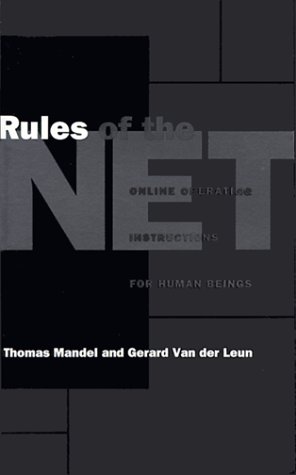 Rules of the
NET
ONLINE OPERATING
INSTRUCTIONS
FOR HUMAN BEINGS
Thomas Mandel and Gerard Van der Leun